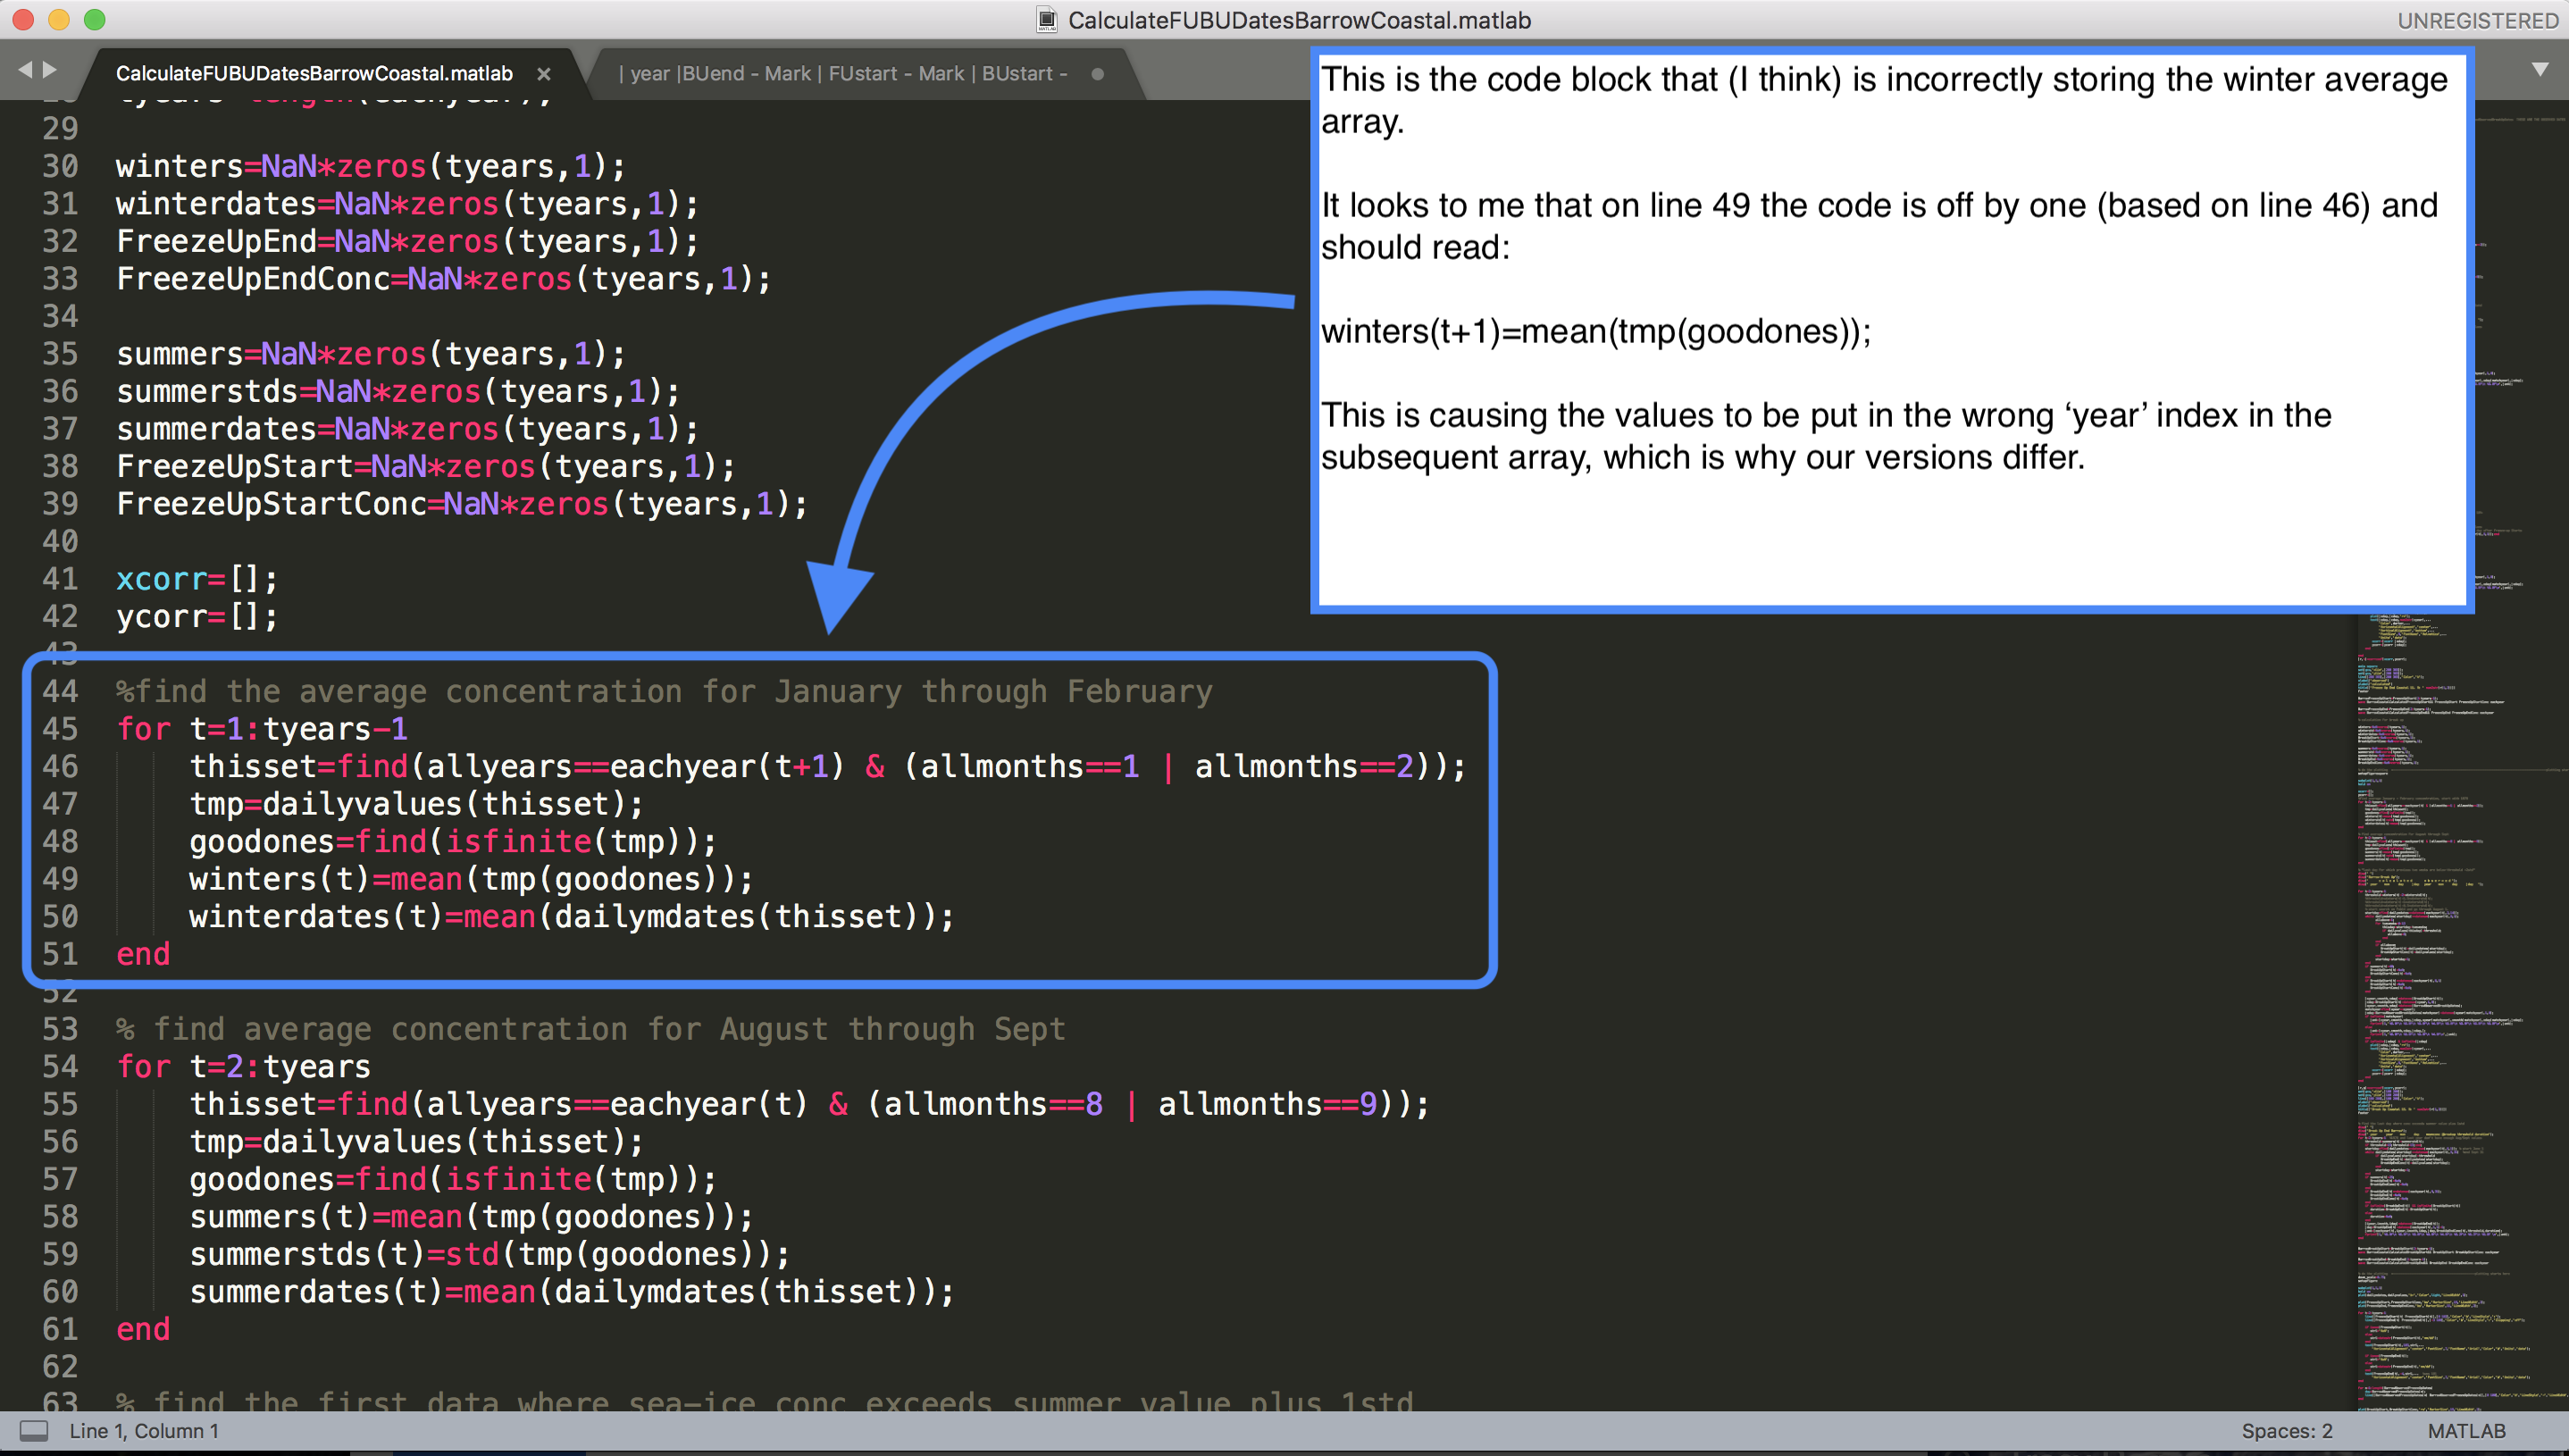 CalculateFUBUDatesBarrowCoastal.matlab
UNREGISTERED
CalculateFUBUDatesBarrowCoastal.matlab
| year |BUend - Mark | FUstart - Mark | BUstart -
29
30 winters=NaN*zeros(tyears,1);
31 winterdates=NaN*zeros(tyears,1);
32 FreezeUpEnd=NaN*zeros(tyears,1);
33 FreezeUpEndConc=NaN*zeros(tyears,1);
34
35 summers=NaN*zeros(tyears,1);
36 summerstds=NaN*zeros(tyears,1);
37 summerdates=NaN*zeros(tyears,1);
38 FreezeUpStart=NaN*zeros(tyears,1);
39 FreezeUpStartConc=NaN*zeros(tyears,1);
40
41 xcorr=[];
42 ycorr=[];
43
44 %find the average concentration for January through February
45 for t=1:tyears-1
46 thisset=find(allyears==eachyear(t+1) & (allmonths==1 | allmonths==2));
47 tmp=dailyvalues(thisset);
48 goodones=find(isfinite(tmp));
49 winters(t)=mean(tmp(goodones));
50 winterdates(t)=mean(dailymdates(thisset));
51 end
52
53 % find average concentration for August through Sept
54 for t=2:tyears
55 thisset=find(allyears==eachyear(t) & (allmonths==8 | allmonths==9));
56 tmp=dailyvalues(thisset);
57 goodones=find(isfinite(tmp));
58 summers(t)=mean(tmp(goodones));
59 summerstds(t)=std(tmp(goodones));
60 summerdates(t)=mean(dailymdates(thisset));
61 end
62
63 % find the first data where sea-ice conc exceeds summer value plus 1std
This is the code block that (I think) is incorrectly storing the winter average
array.
It looks to me that on line 49 the code is off by one (based on line 46) and
should read:
winters(t+1)=mean(tmp(goodones));
This is causing the values to be put in the wrong ‘year’ index in the
subsequent array, which is why our versions differ.
Line 1, Column 1
Spaces: 2
MATLAB